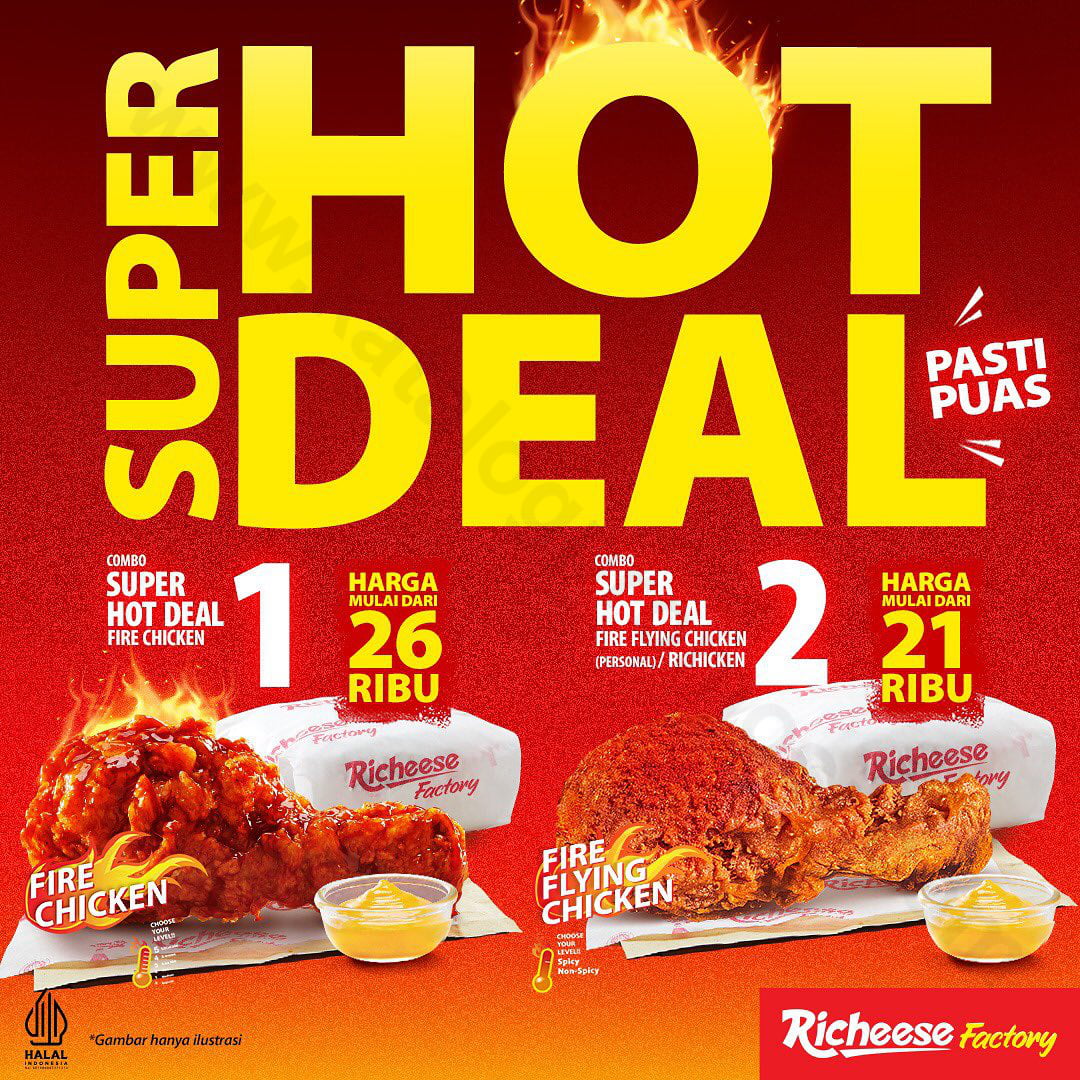 SUPER
HOT
DEAL
PASTI
PUAS
COMBO
SUPER
HOT DEAL
FIRE CHICKEN
1
HARGA
MULAI DARI
26
RIBU
COMBO
SUPER
HOT DEAL
FIRE FLYING CHICKEN
(PERSONAL) / RICHICKEN
2
HARGA
MULAI DARI
21
RIBU
Richeese
Factory
Richeese
Factory
FIRE
CHICKEN
CHOOSE
YOUR
LEVEL!!
FIRE
FLYING
CHICKEN
CHOOSE
YOUR
LEVEL!!
Spicy
Non-Spicy
HALAL
INDONESIA
*Gambar hanya ilustrasi
Richeese Factory